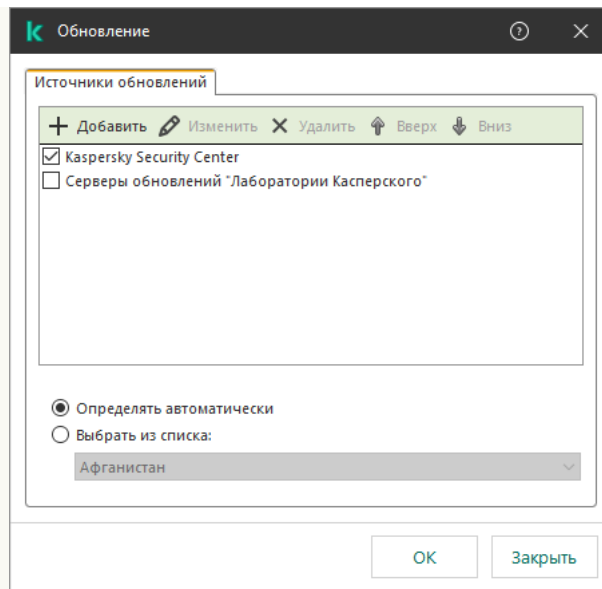 Обновление
Источники обновлений
Добавить Изменить Удалить Вверх Вниз
Kaspersky Security Center
Серверы обновлений "Лаборатории Касперского"
Определять автоматически
Выбрать из списка:
Афганистан
ОК Закрыть